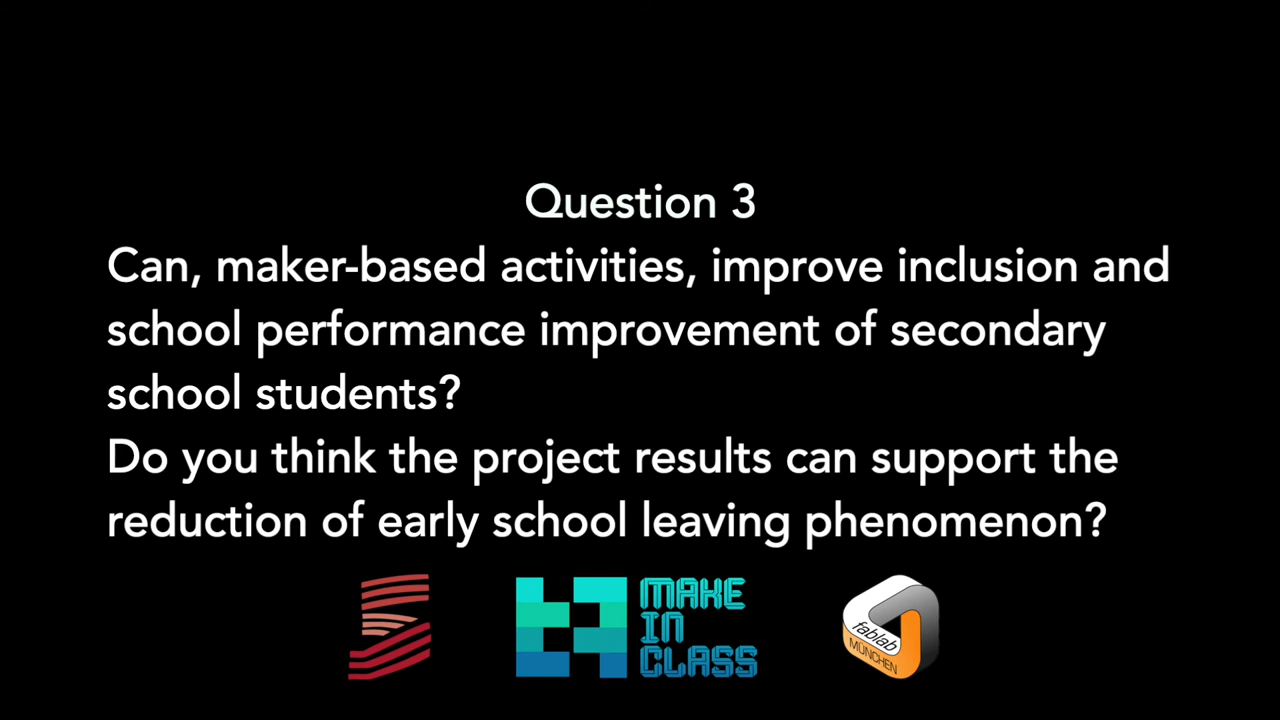 Question 3
Can, maker-based activities, improve inclusion and
school performance improvement of secondary
school students?
Do you think the project results can support the
reduction of early school leaving phenomenon?
MAKE
IN
CLASS
fablab
MÜNCHEN